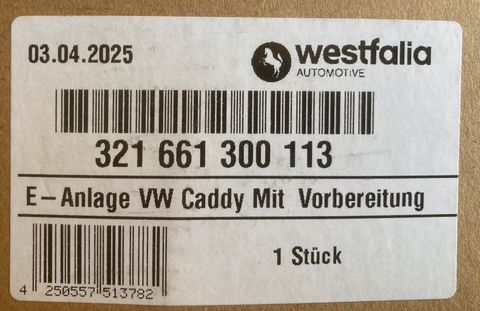 03.04.2025
westfalia
AUTOMOTIVE
321 661 300 113
E-Anlage VW Caddy Mit Vorbereitung
1 Stück
4 250557 513782